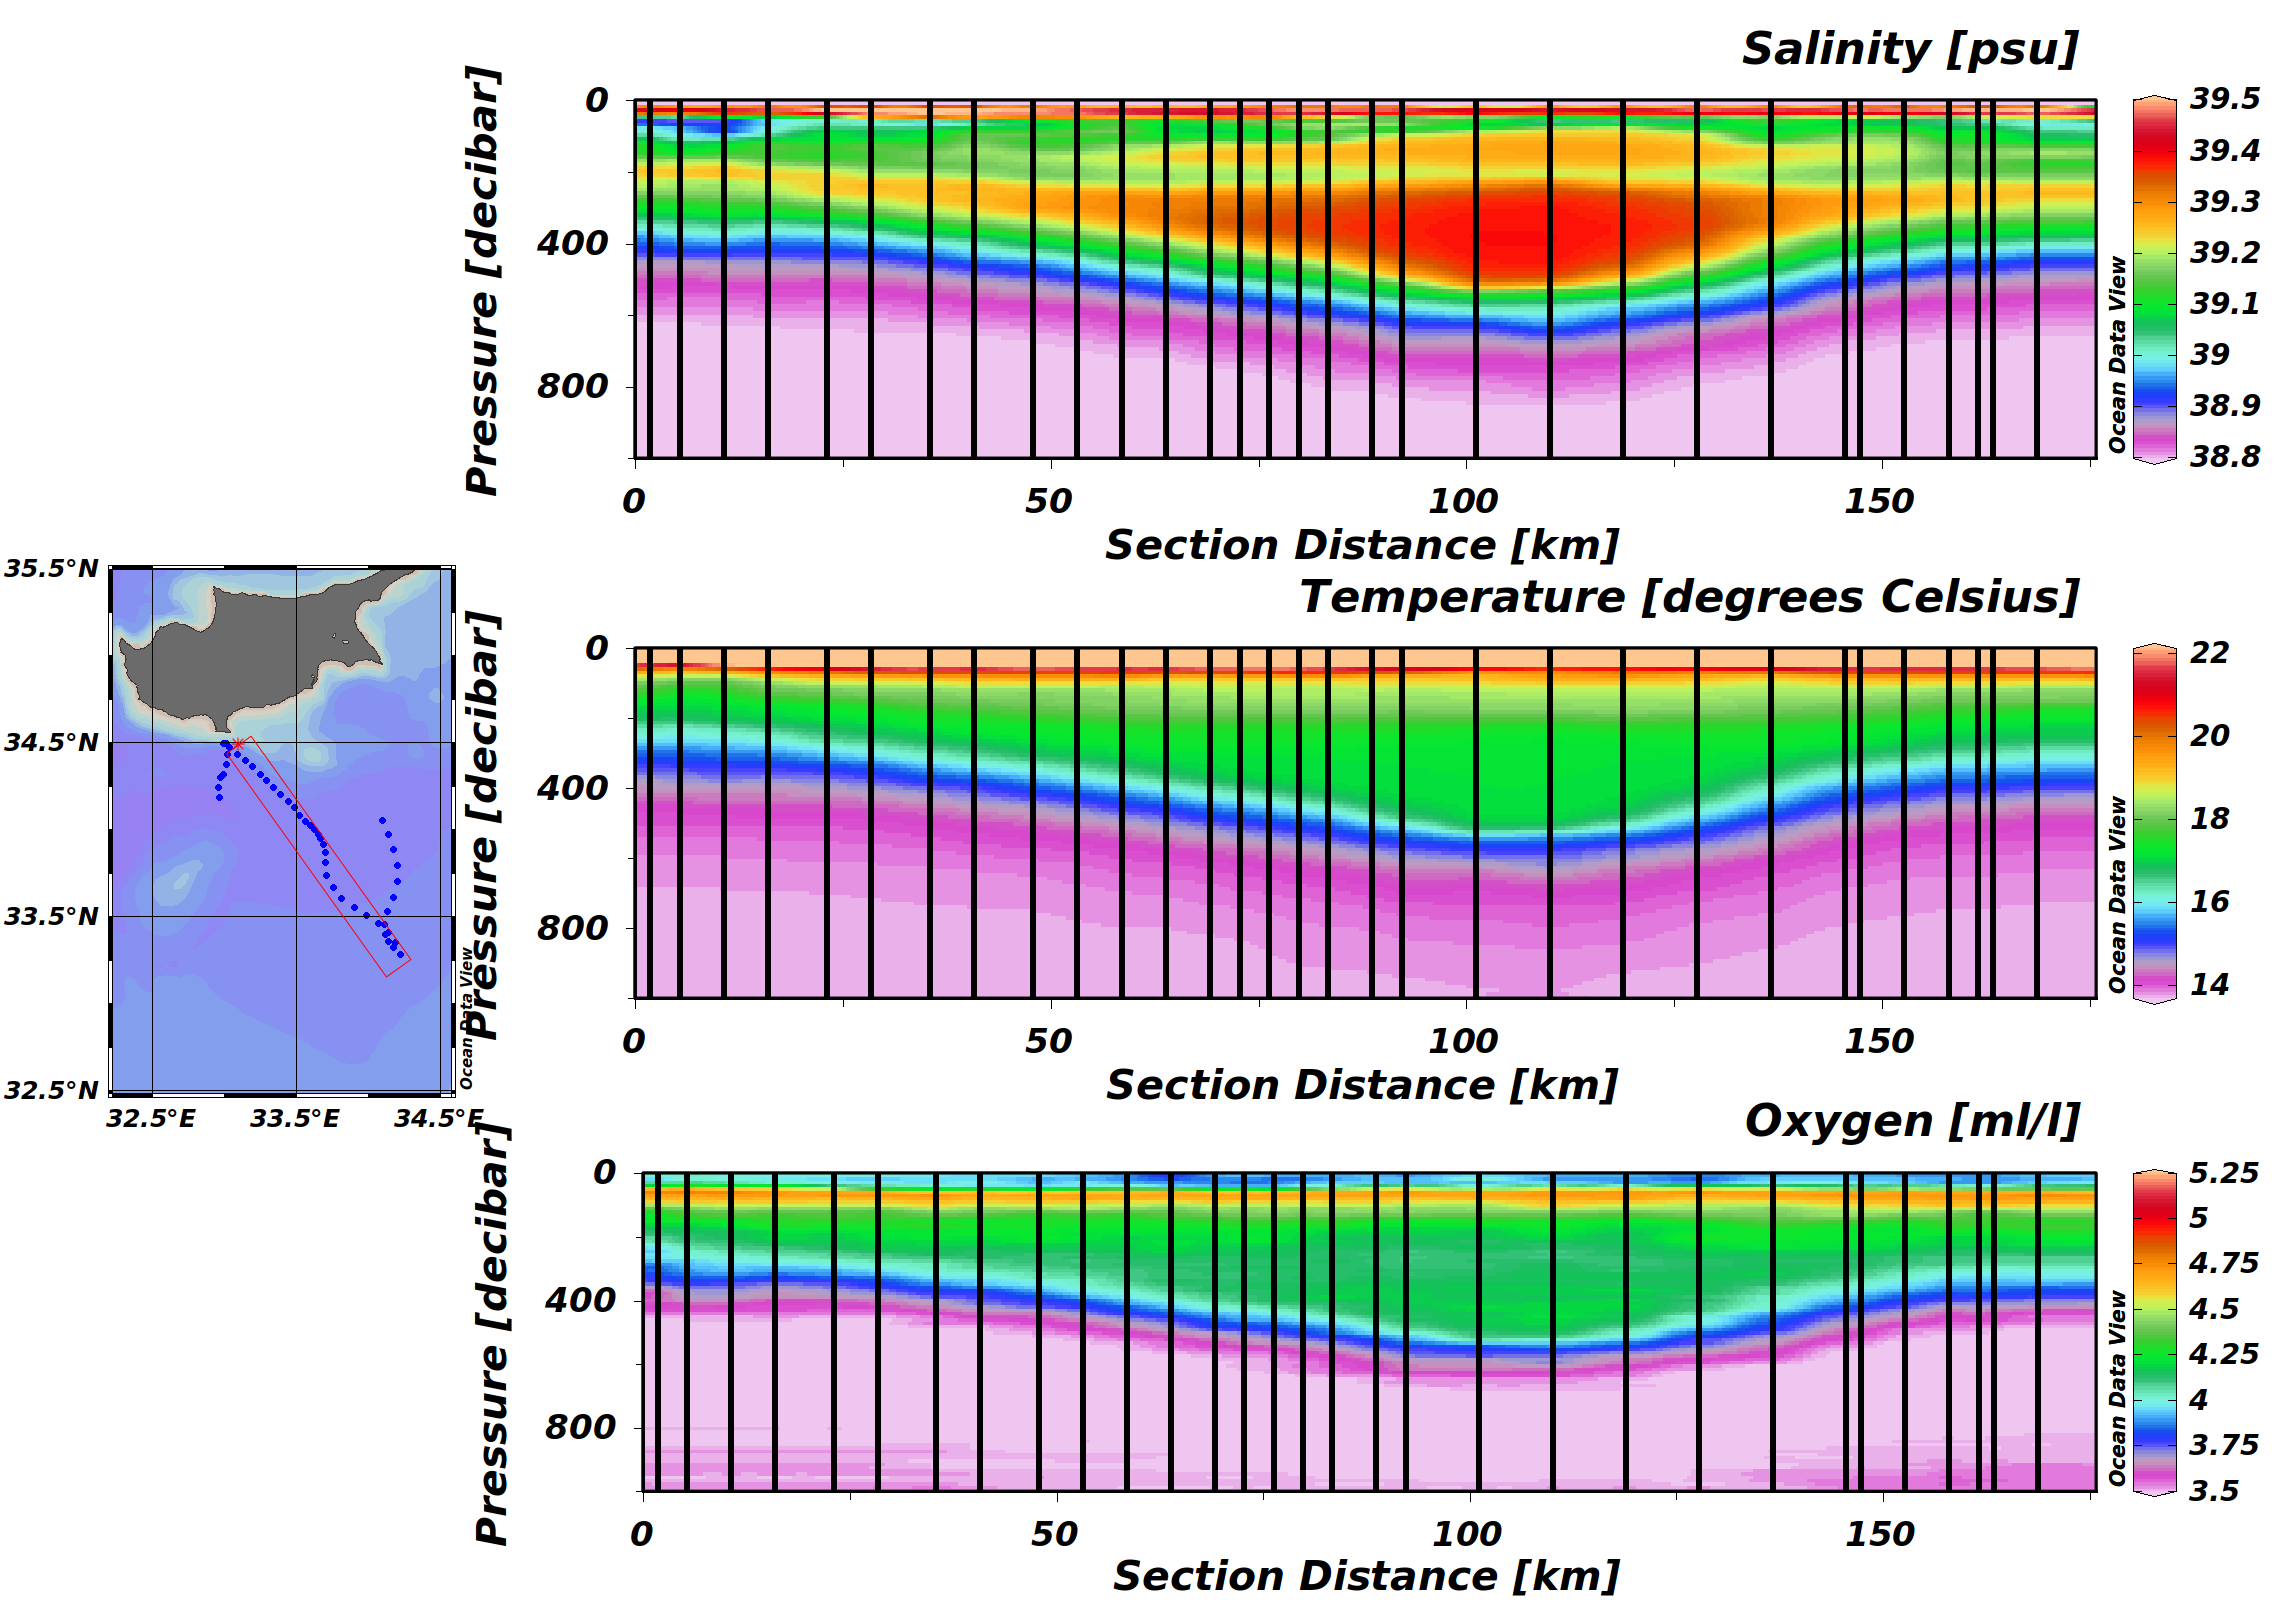 Salinity [psu]
Pressure [decibar]
0
400
800
0
50
100
150
Section Distance [km]
39.5
39.4
39.3
39.2
39.1
39
38.9
38.8
Ocean Data View
35.5°N
34.5°N
33.5°N
32.5°N
32.5°E
33.5°E
34.5°E
Ocean Data View
Temperature [degrees Celsius]
Pressure [decibar]
0
400
800
0
50
100
150
Section Distance [km]
22
20
18
16
14
Ocean Data View
Oxygen [ml/l]
Pressure [decibar]
0
400
800
0
50
100
150
Section Distance [km]
5.25
5
4.75
4.5
4.25
4
3.75
3.5
Ocean Data View